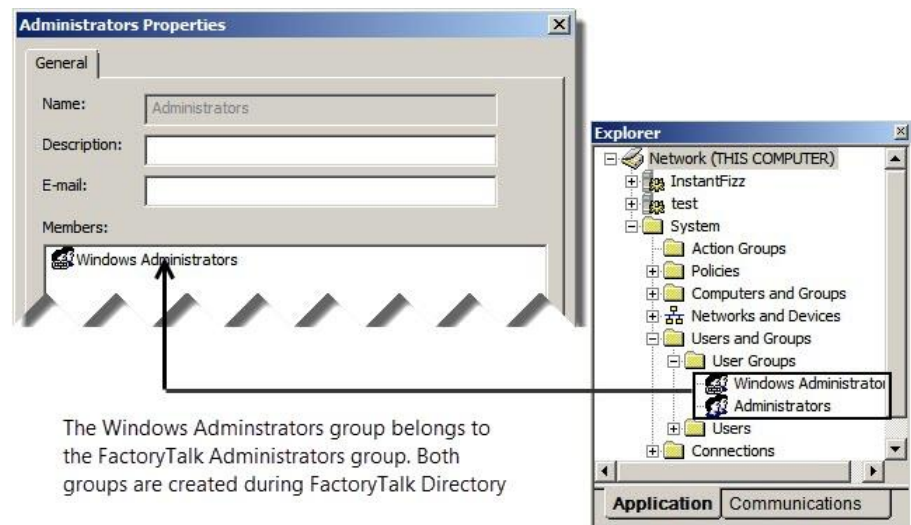 Administrators Properties
General
Name:
Administrators
Description:
E-mail:
Members:
Windows Administrators
Explorer
Network (THIS COMPUTER)
InstantFizz
test
System
Action Groups
Policies
Computers and Groups
Networks and Devices
Users and Groups
User Groups
Windows Administrator
Administrators
Users
Connections
Application Communications
The Windows Adminstrators group belongs to
the FactoryTalk Administrators group. Both
groups are created during FactoryTalk Directory